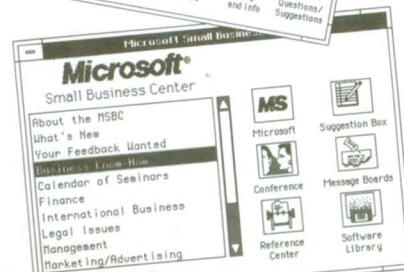 and Info
Questions/
Suggestions
Microsoft Small
Microsoft®
Small Business Center
About the MSBC
What's New
Your Feedback Wanted
Business Know-How
Calendar of Seminars
Finance
International Business
Legal Issues
Management
Marketing/Advertising
MS
Microsoft
Suggestion Box
Conference
Message Boards
Reference
Center
Software
Library